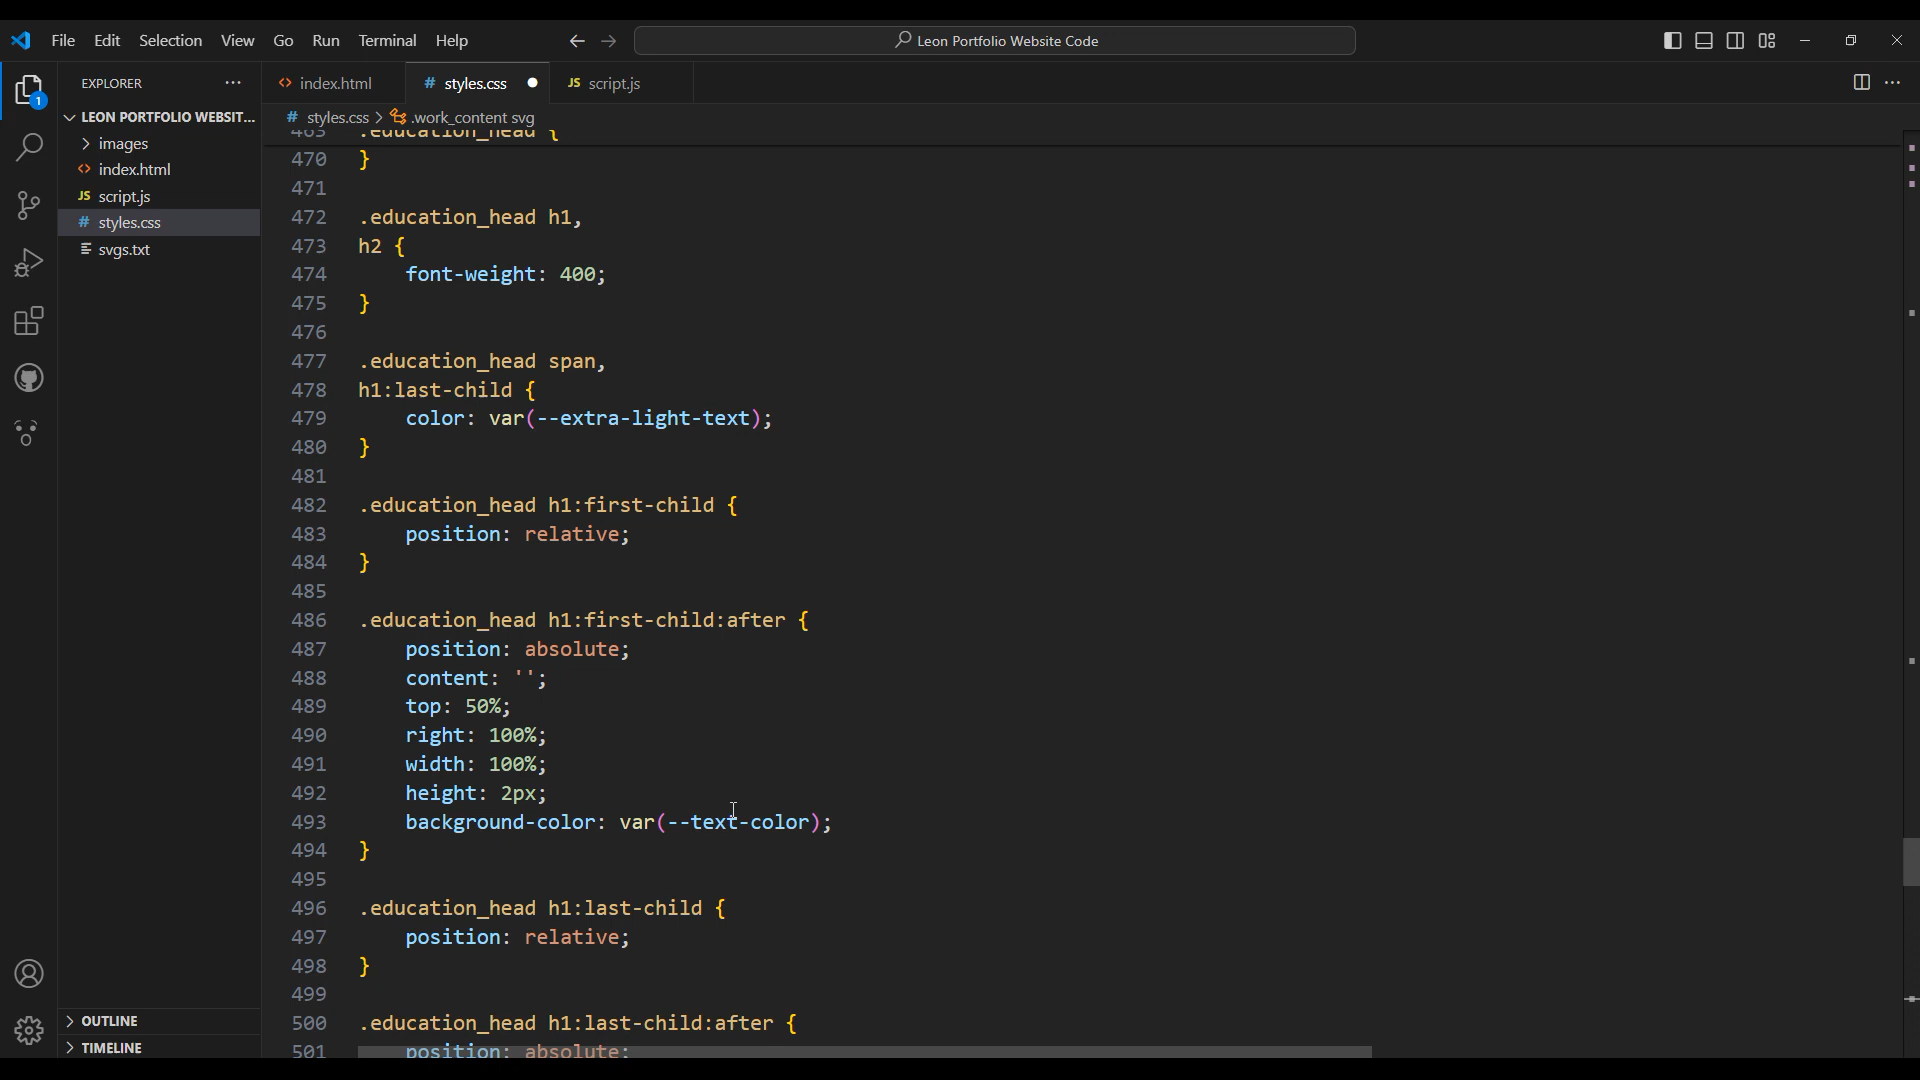 File Edit Selection View Go Run Terminal Help
Leon Portfolio Website Code
EXPLORER
index.html
styles.css
JS script.js
1
LEON PORTFOLIO WEBSIT...
# styles.css > .work_content svg
images
index.html
JS script.js
# styles.css
svgs.txt
463 .education_head {
470 }
471
472 .education_head h1,
473 h2 {
474 font-weight: 400;
475 }
476
477 .education_head span,
478 h1:last-child {
479 color: var(--extra-light-text);
480 }
481
482 .education_head h1:first-child {
483 position: relative;
484 }
485
486 .education_head h1:first-child:after {
487 position: absolute;
488 content: '';
489 top: 50%;
490 right: 100%;
491 width: 100%;
492 height: 2px;
493 background-color: var(--text-color);
494 }
495
496 .education_head h1:last-child {
497 position: relative;
498 }
499
500 .education_head h1:last-child:after {
501 position: absolute;
OUTLINE
TIMELINE